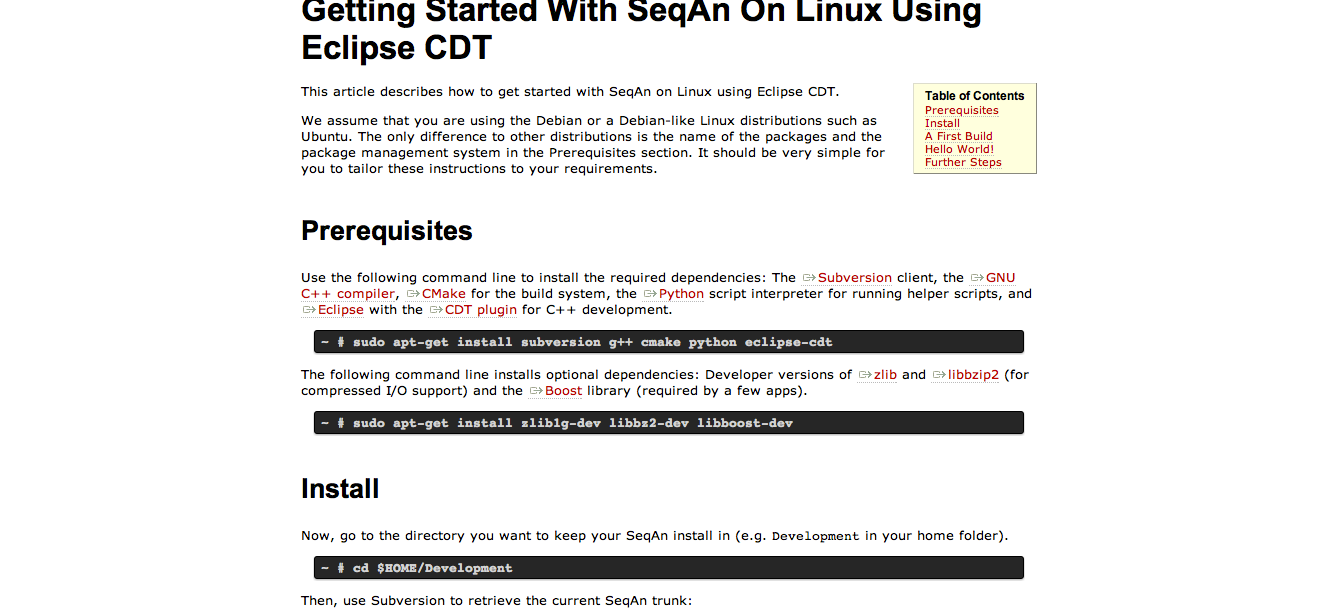 Getting Started With SeqAn On Linux Using
Eclipse CDT
This article describes how to get started with SeqAn on Linux using Eclipse CDT.
We assume that you are using the Debian or a Debian-like Linux distributions such as
Ubuntu. The only difference to other distributions is the name of the packages and the
package management system in the Prerequisites section. It should be very simple for
you to tailor these instructions to your requirements.
Table of Contents
Prerequisites
Install
A First Build
Hello World!
Further Steps
Prerequisites
Use the following command line to install the required dependencies: The Subversion client, the GNU
C++ compiler, CMake for the build system, the Python script interpreter for running helper scripts, and
Eclipse with the CDT plugin for C++ development.
~ # sudo apt-get install subversion g++ cmake python eclipse-cdt
The following command line installs optional dependencies: Developer versions of zlib and libbzip2 (for
compressed I/O support) and the Boost library (required by a few apps).
~ # sudo apt-get install zlib1g-dev libbz2-dev libboost-dev
Install
Now, go to the directory you want to keep your SeqAn install in (e.g. Development in your home folder).
~ # cd $HOME/Development
Then, use Subversion to retrieve the current SeqAn trunk: